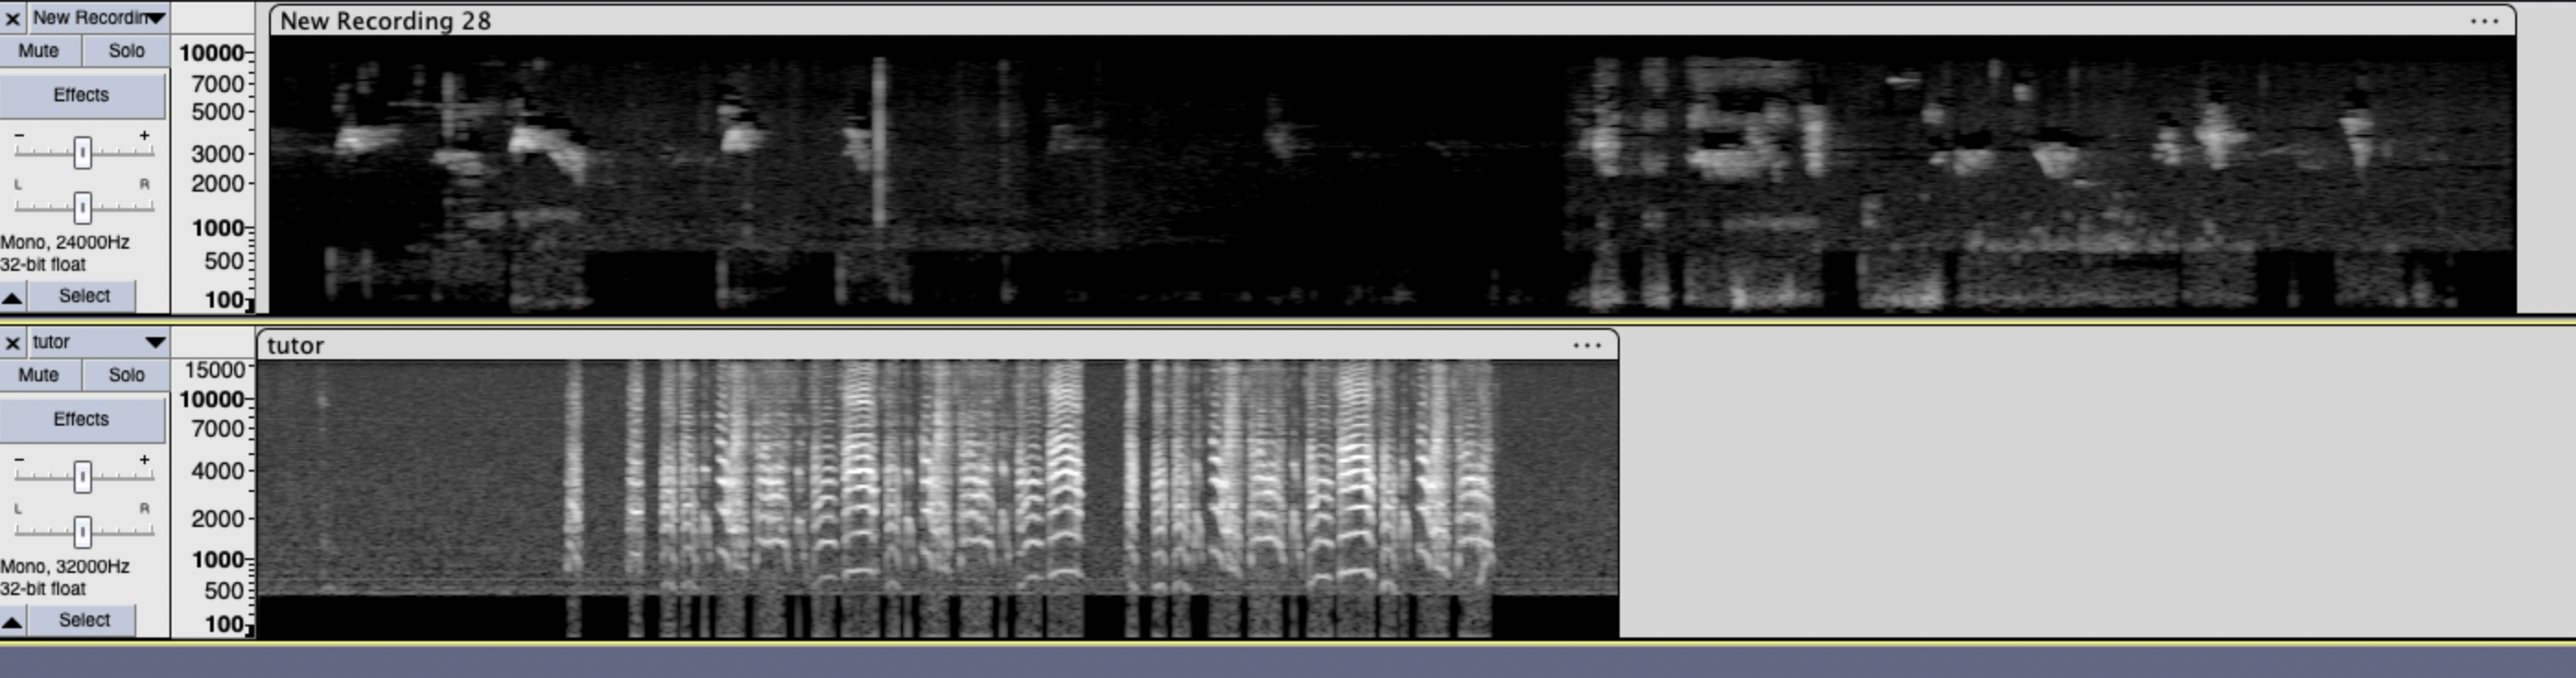 New Recordin
New Recording 28
Mute Solo
Effects
- +
L R
Mono, 24000Hz
32-bit float
Select
10000
7000
5000
3000
2000
1000
500
100
tutor
tutor
Mute Solo
Effects
- +
L R
Mono, 32000Hz
32-bit float
Select
15000
10000
7000
4000
2000
1000
500
100